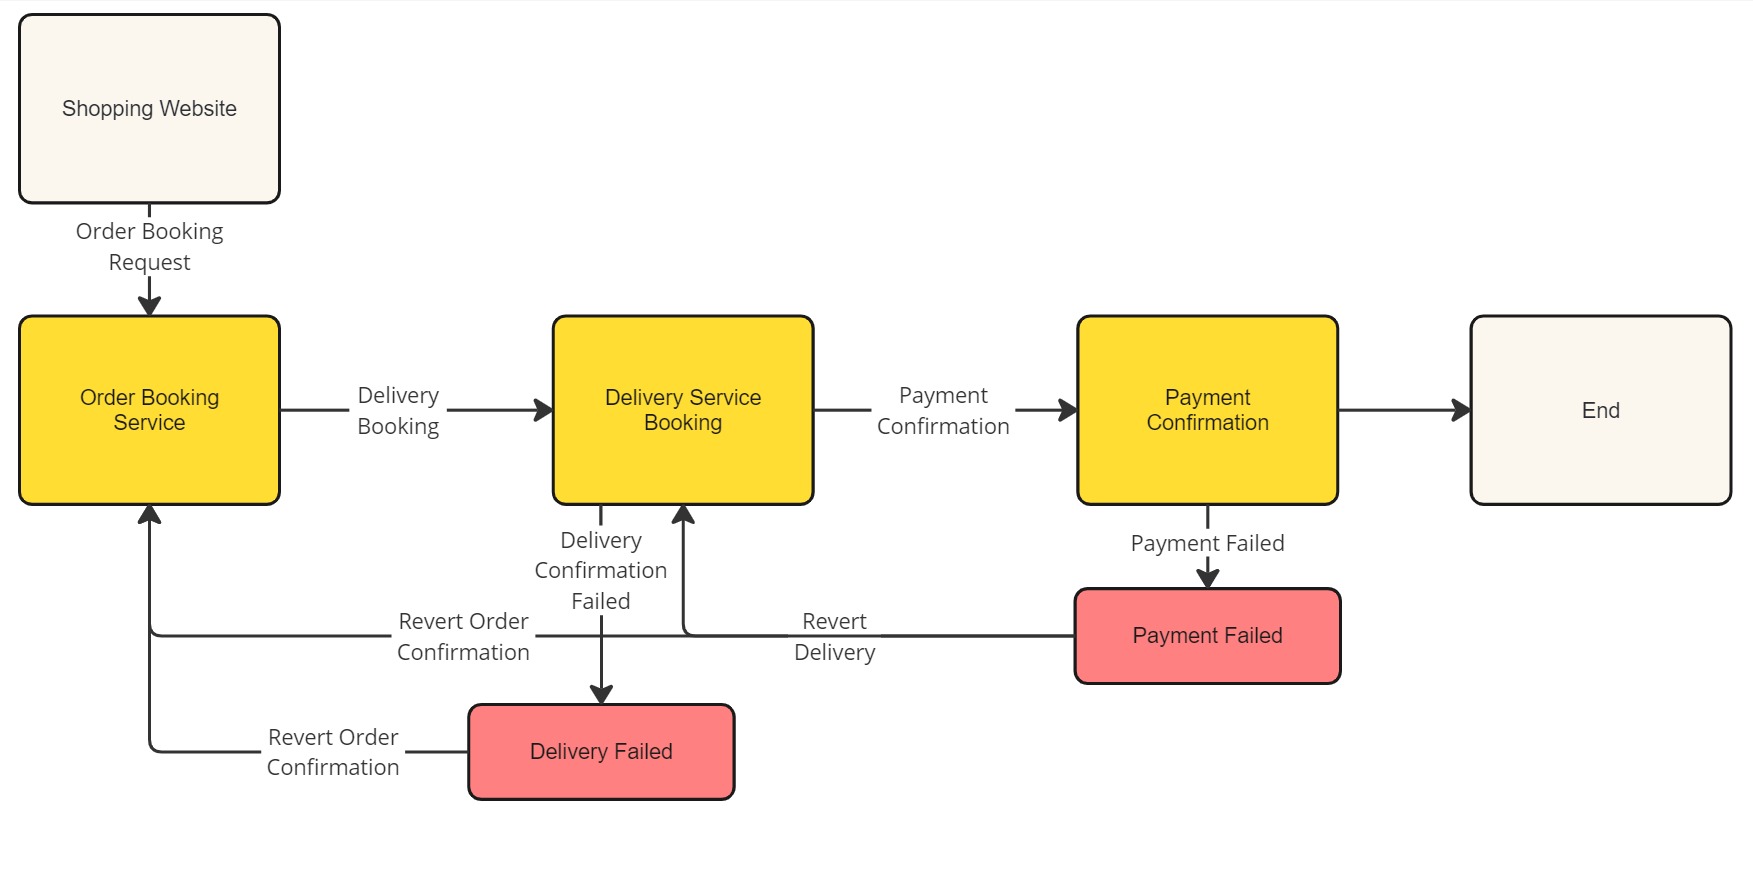 Shopping Website
Order Booking
Request
Order Booking
Service
Delivery
Booking
Delivery Service
Booking
Payment
Confirmation
Payment
Confirmation
End
Delivery
Confirmation
Failed
Payment Failed
Revert Order
Confirmation
Revert
Delivery
Payment Failed
Revert Order
Confirmation
Delivery Failed